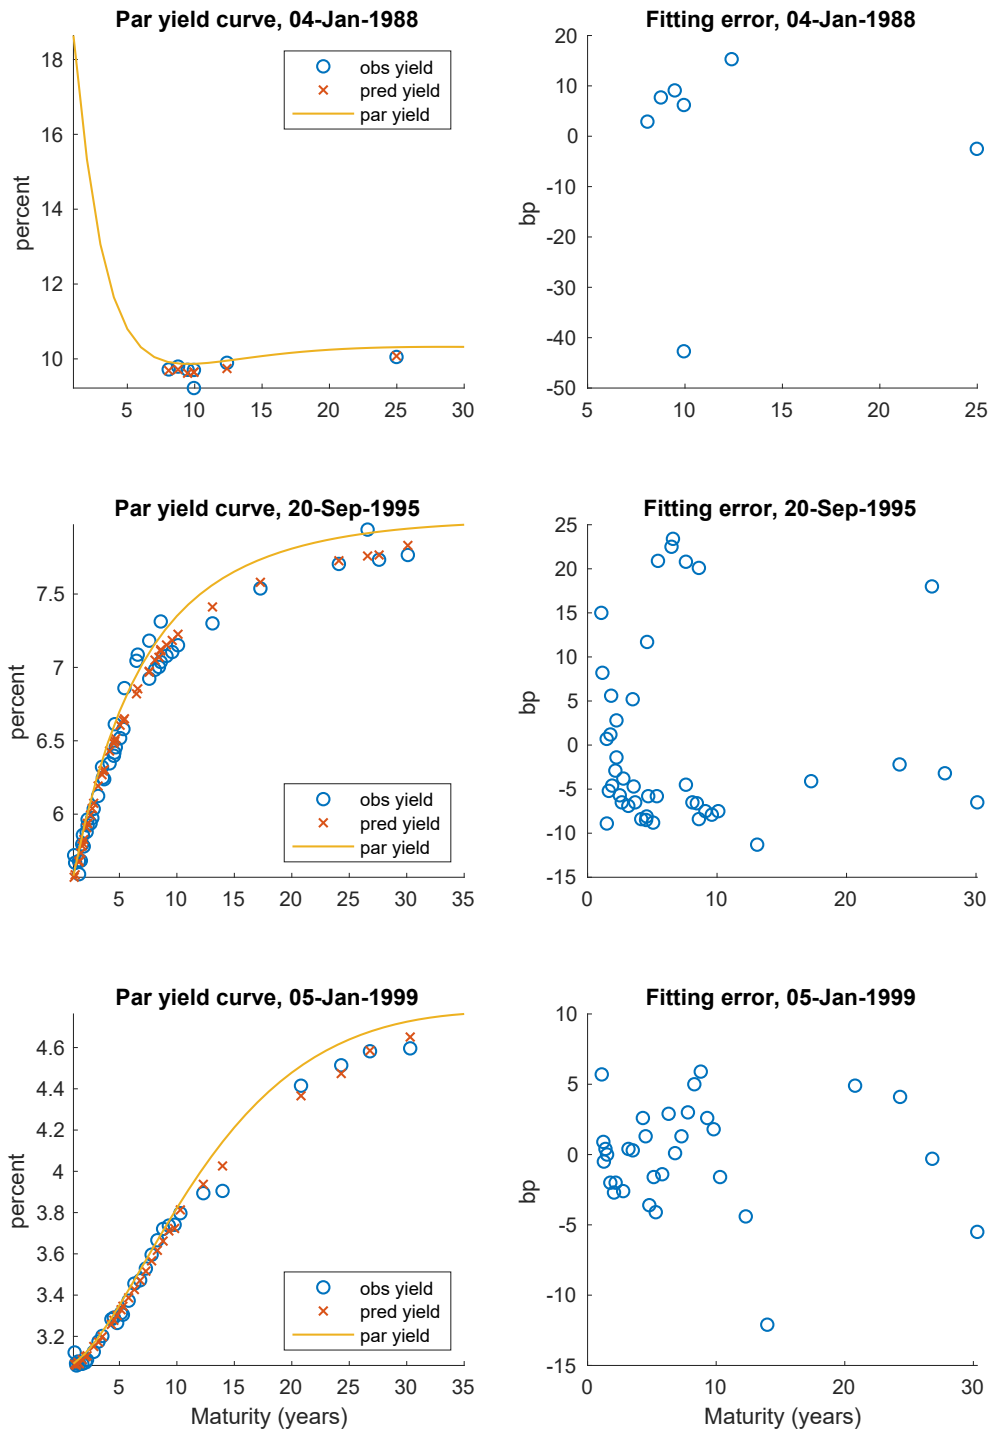 Par yield curve, 04-Jan-1988
Fitting error, 04-Jan-1988
percent
18
16
14
12
10
5 10 15 20 25 30
obs yield
pred yield
par yield
bp
20
10
0
-10
-20
-30
-40
-50
5 10 15 20 25
Par yield curve, 20-Sep-1995
Fitting error, 20-Sep-1995
percent
7.5
7
6.5
6
5 10 15 20 25 30 35
obs yield
pred yield
par yield
bp
25
20
15
10
5
0
-5
-10
-15
0 10 20 30
Par yield curve, 05-Jan-1999
Fitting error, 05-Jan-1999
percent
4.6
4.4
4.2
4
3.8
3.6
3.4
3.2
5 10 15 20 25 30 35
Maturity (years)
obs yield
pred yield
par yield
bp
10
5
0
-5
-10
-15
0 10 20 30
Maturity (years)